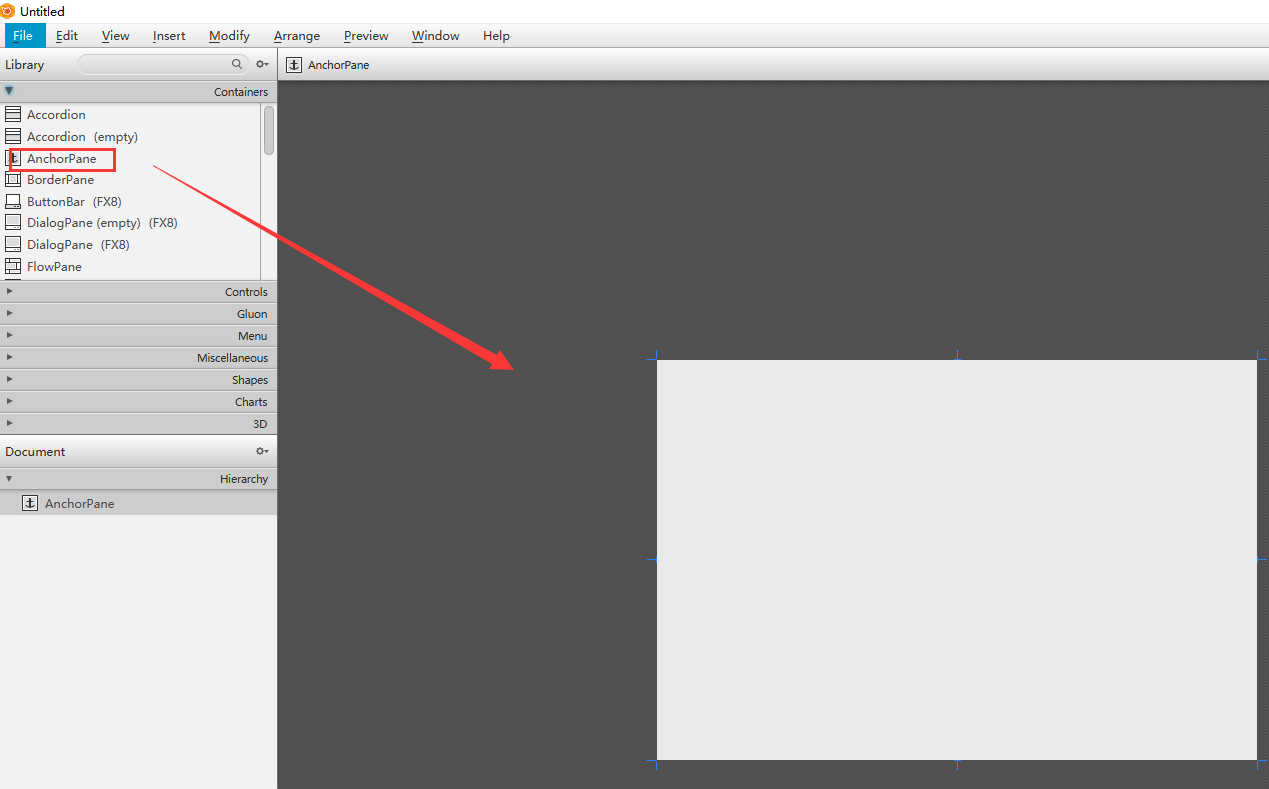 Untitled
File Edit View Insert Modify Arrange Preview Window Help
Library
AnchorPane
Containers
Accordion
Accordion (empty)
AnchorPane
BorderPane
ButtonBar (FX8)
DialogPane (empty) (FX8)
DialogPane (FX8)
FlowPane
Controls
Gluon
Menu
Miscellaneous
Shapes
Charts
3D
Document
Hierarchy
AnchorPane